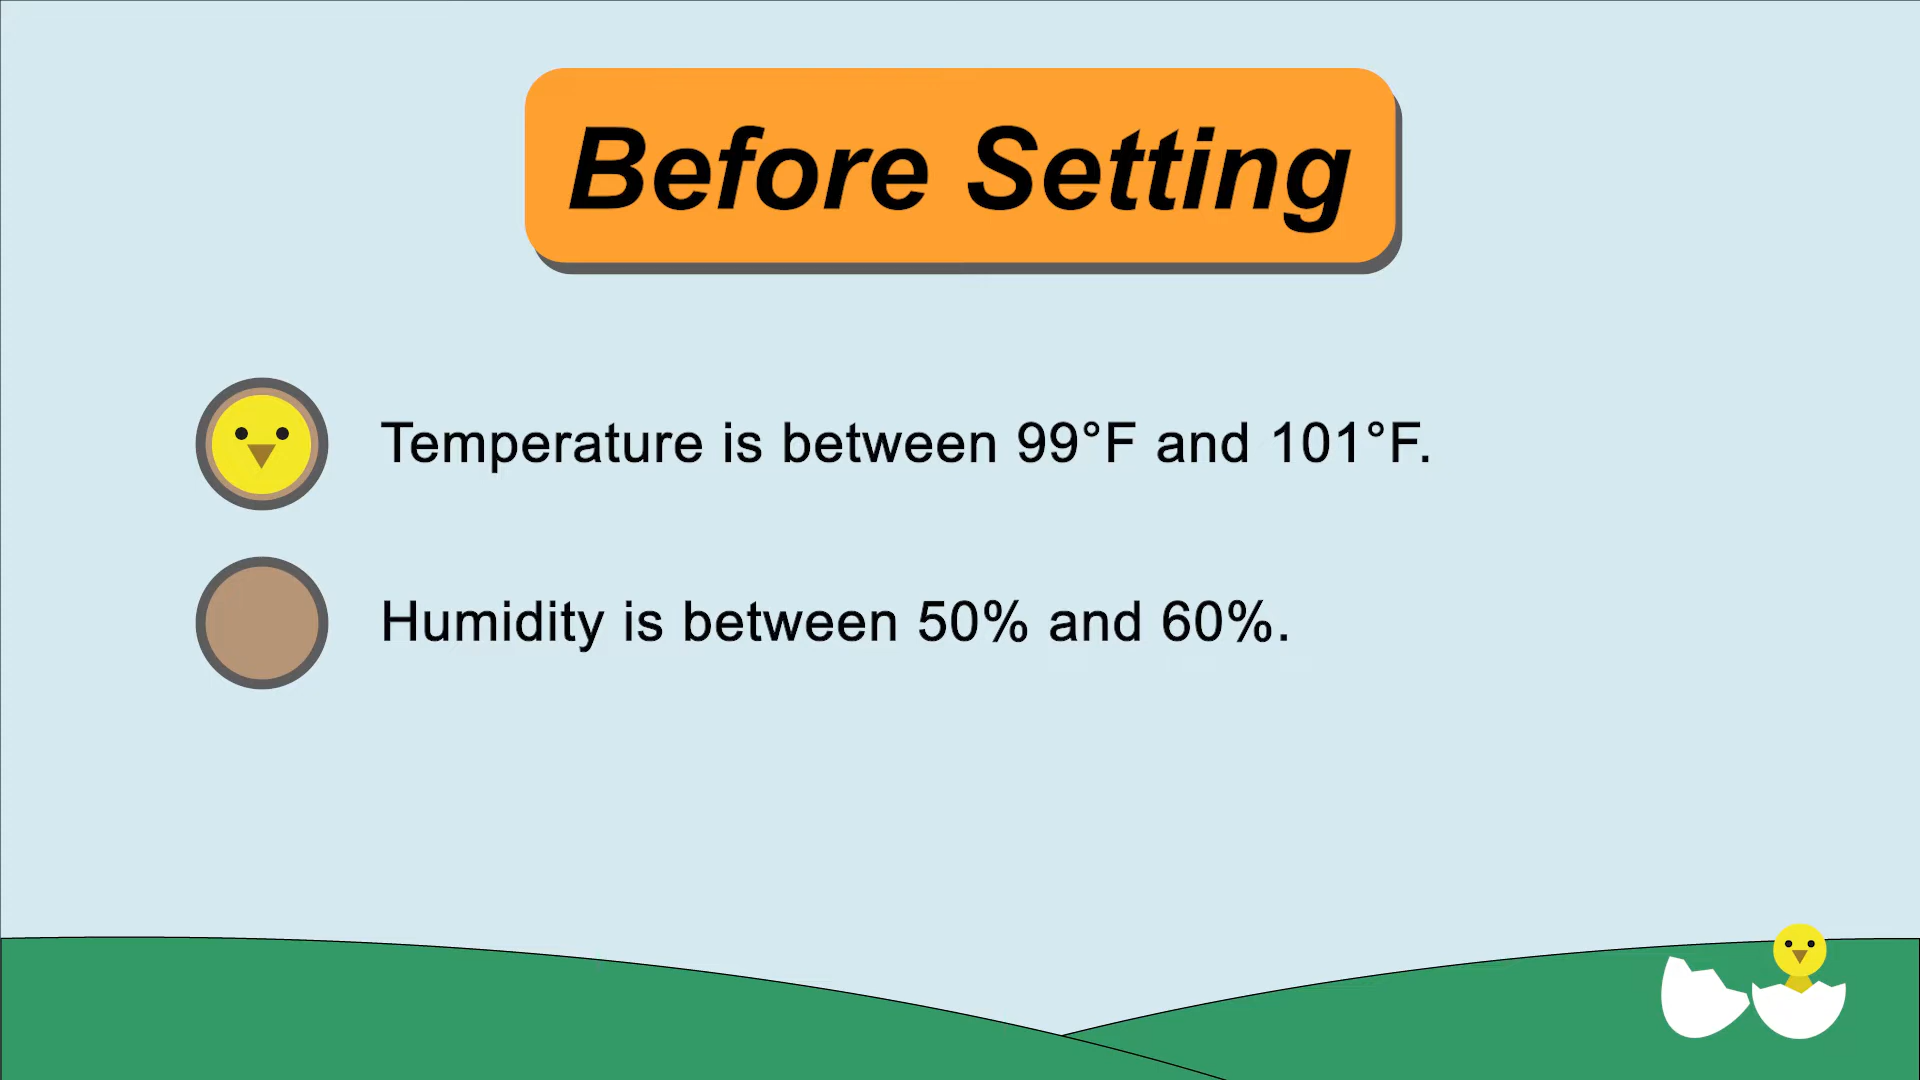 Before Setting
Temperature is between 99°F and 101°F.
Humidity is between 50% and 60%.